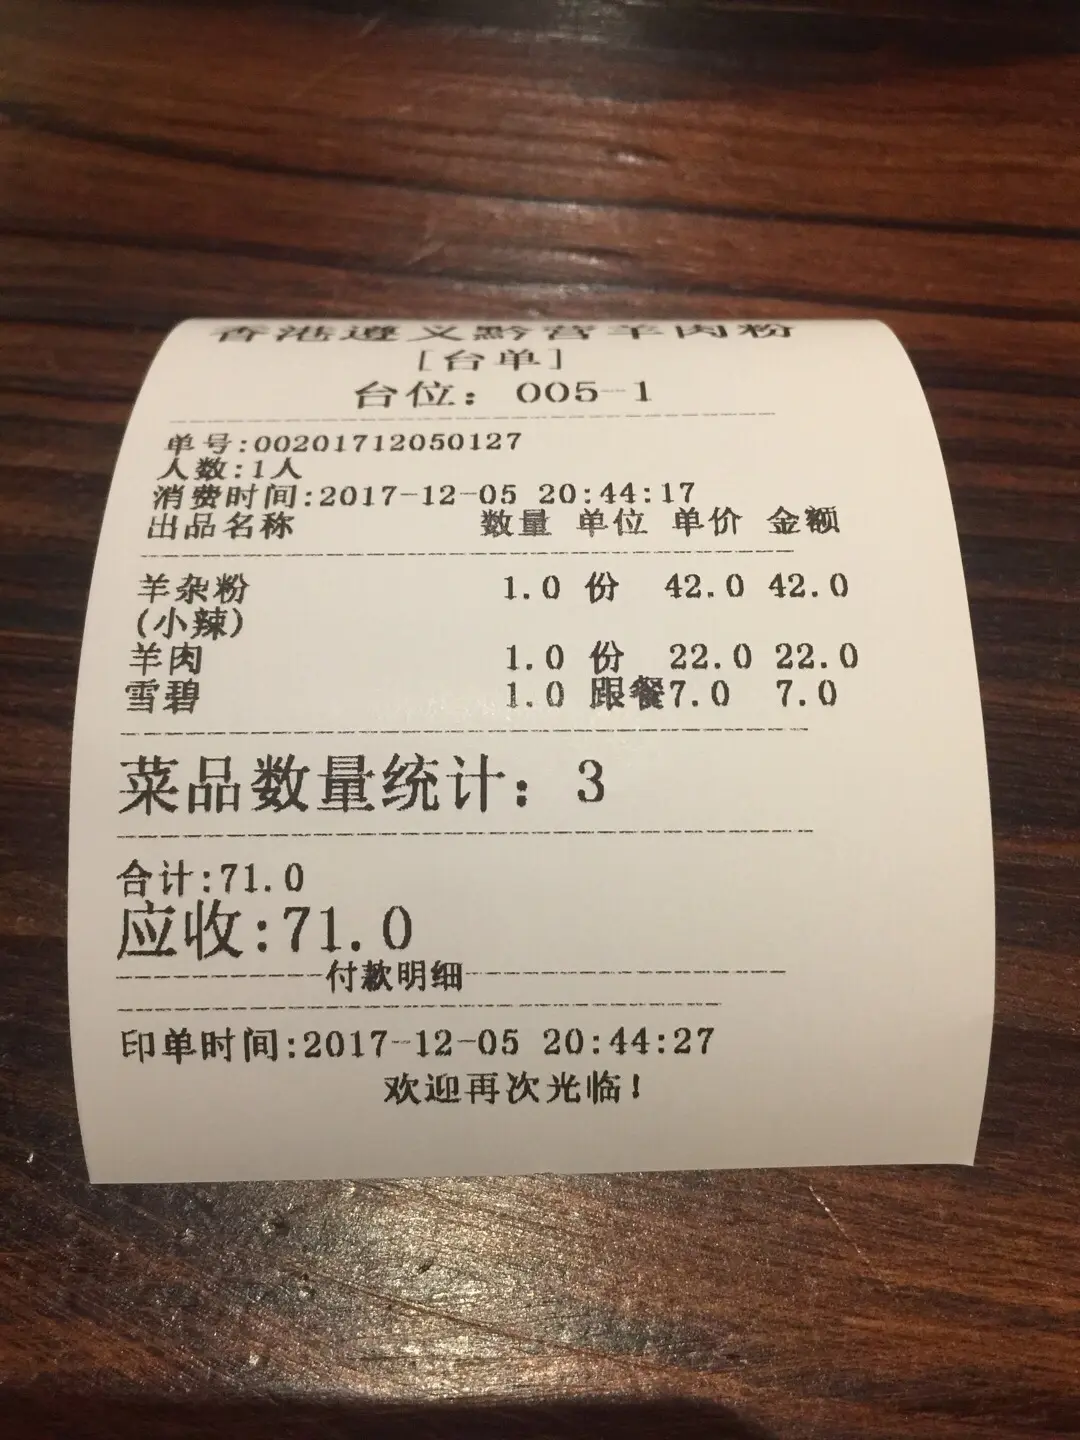 香港遵义黔营羊肉粉
[台单]
台位：005-1
单号:00201712050127
人数:1人
消费时间:2017-12-05 20:44:17
出品名称 数量 单位 单价 金额
羊杂粉 1.0 份 42.0 42.0
(小辣)
羊肉 1.0 份 22.0 22.0
雪碧 1.0 跟餐7.0 7.0
菜品数量统计：3
合计:71.0
应收:71.0
付款明细
印单时间:2017-12-05 20:44:27
欢迎再次光临!